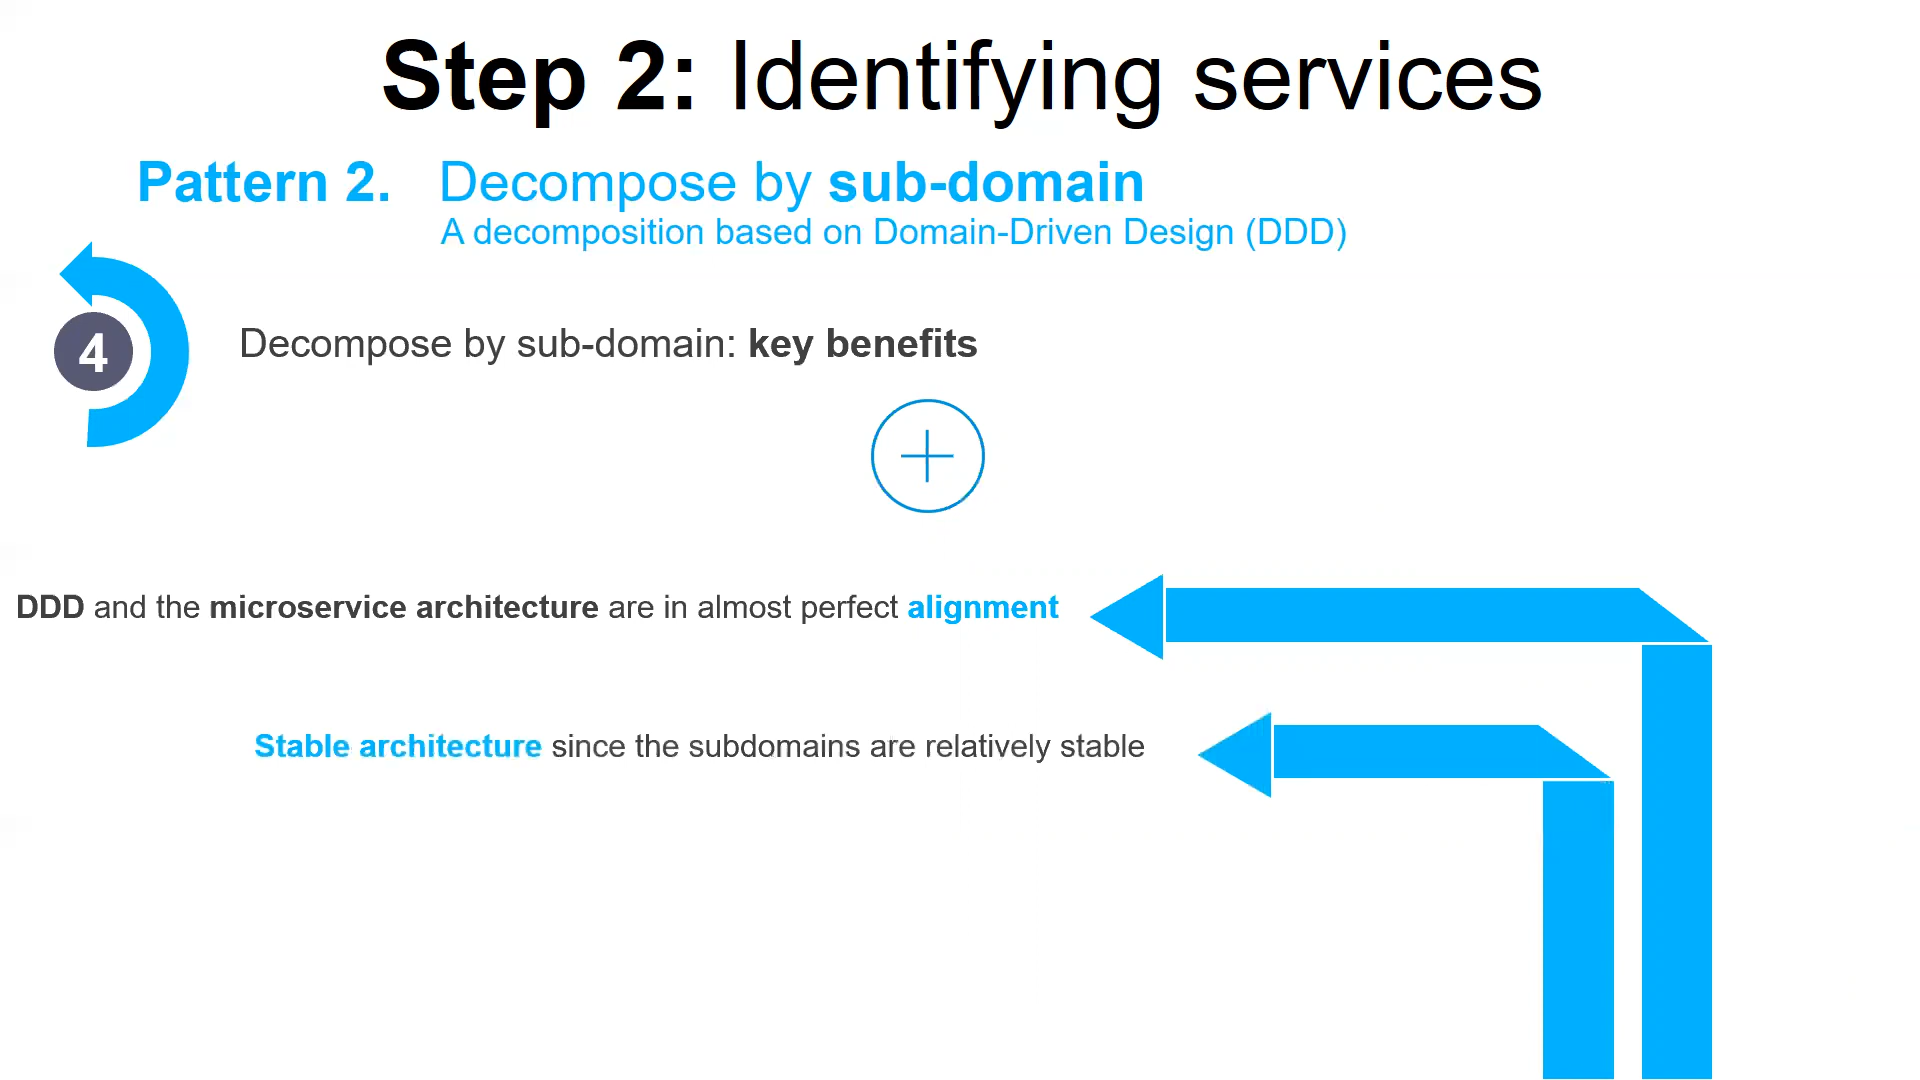 Step 2: Identifying services
Pattern 2. Decompose by sub-domain
A decomposition based on Domain-Driven Design (DDD)
4
Decompose by sub-domain: key benefits
DDD and the microservice architecture are in almost perfect alignment
Stable architecture since the subdomains are relatively stable